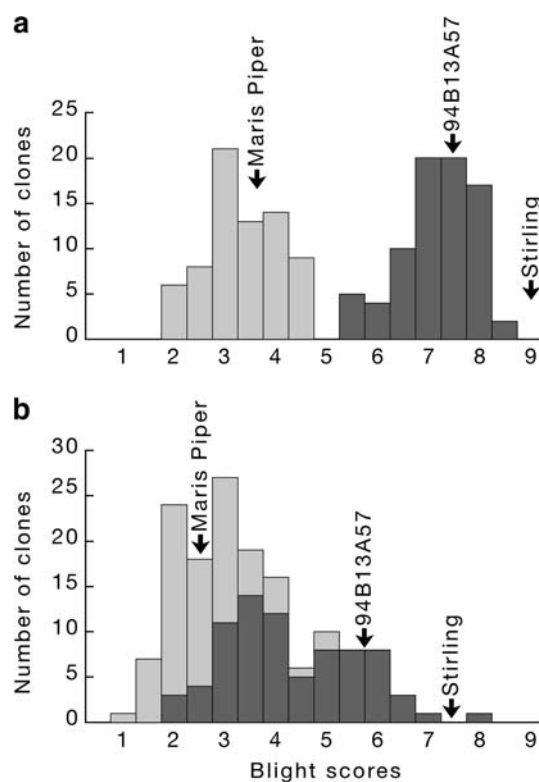 a
Number of clones
25
20
15
10
5
0
Maris Piper
94B13A57
Stirling
1 2 3 4 5 6 7 8 9
b
Number of clones
30
25
20
15
10
5
0
Maris Piper
94B13A57
Stirling
1 2 3 4 5 6 7 8 9
Blight scores